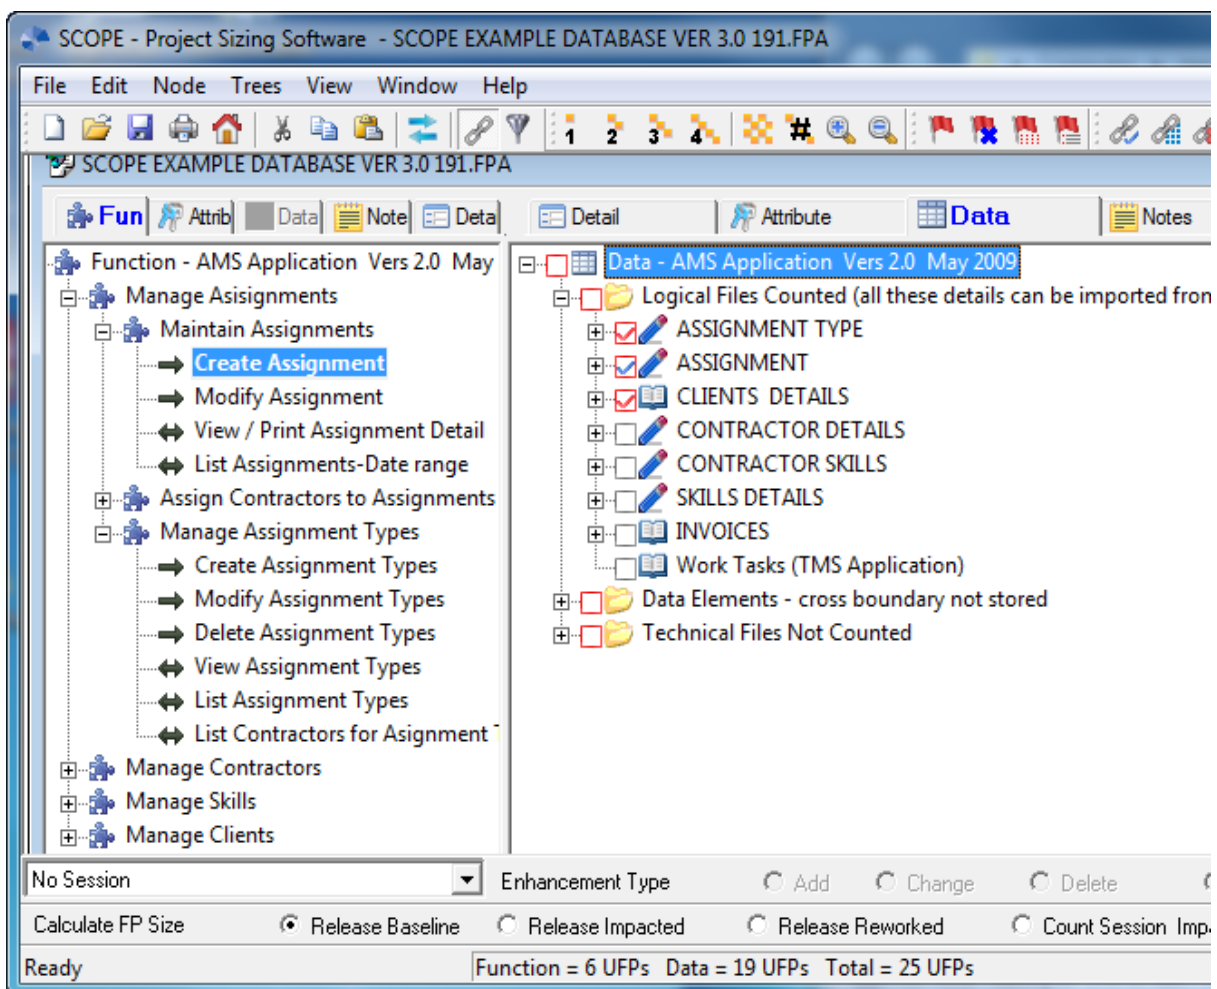 SCOPE - Project Sizing Software - SCOPE EXAMPLE DATABASE VER 3.0 191.FPA
File Edit Node Trees View Window Help
1 2 3 4 #
SCOPE EXAMPLE DATABASE VER 3.0 191.FPA
Fun Attrib Data Note Deta Detail Attribute Data Notes
Function - AMS Application Vers 2.0 May
Manage Asisignments
Maintain Assignments
Create Assignment
Modify Assignment
View / Print Assignment Detail
List Assignments-Date range
Assign Contractors to Assignments
Manage Assignment Types
Create Assignment Types
Modify Assignment Types
Delete Assignment Types
View Assignment Types
List Assignment Types
List Contractors for Asignment
Manage Contractors
Manage Skills
Manage Clients
Data - AMS Application Vers 2.0 May 2009
Logical Files Counted (all these details can be imported from
ASSIGNMENT TYPE
ASSIGNMENT
CLIENTS DETAILS
CONTRACTOR DETAILS
CONTRACTOR SKILLS
SKILLS DETAILS
INVOICES
Work Tasks (TMS Application)
Data Elements - cross boundary not stored
Technical Files Not Counted
No Session Enhancement Type Add Change Delete
Calculate FP Size Release Baseline Release Impacted Release Reworked Count Session Impa
Ready Function = 6 UFPs Data = 19 UFPs Total = 25 UFPs